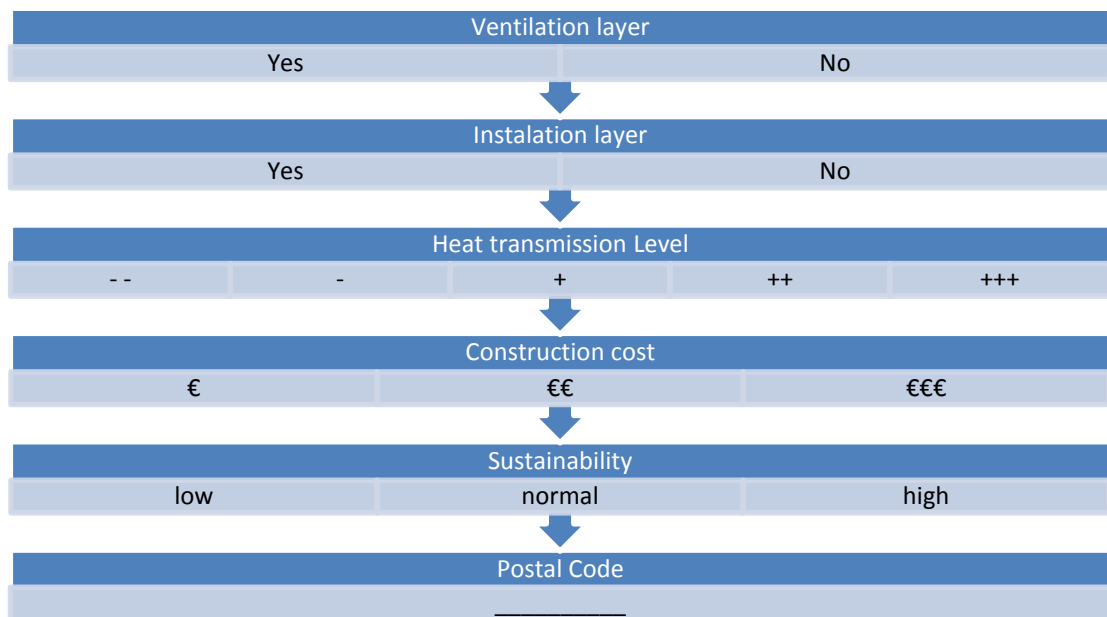 Ventilation layer
Yes No
Instalation layer
Yes No
Heat transmission Level
- - - + ++ +++
Construction cost
€ €€ €€€
Sustainability
low normal high
Postal Code
__________